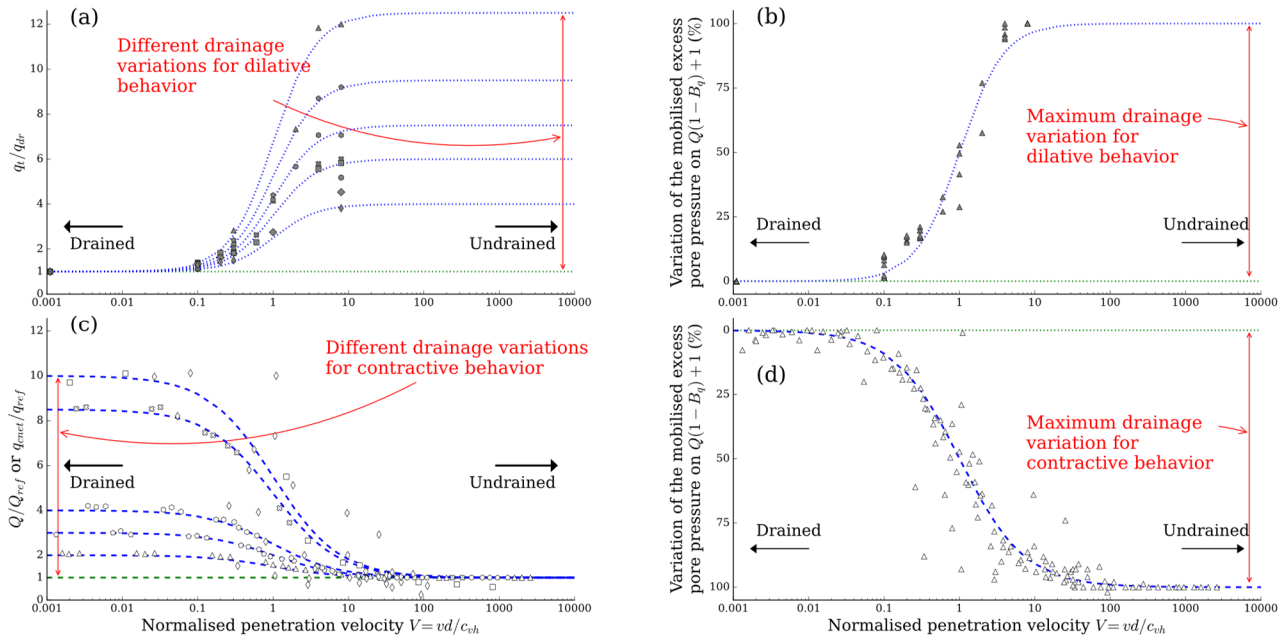 (a)
Different drainage
variations for dilative
behavior
q_t/q_dr
12
10
8
6
4
2
1
0
Drained
Undrained
0.001 0.01 0.1 1 10 100 1000 10000
(b)
Variation of the mobilised excess
pore pressure on Q(1 − B_q) + 1 (%)
100
75
50
25
0
Maximum drainage
variation for
dilative behavior
Drained
Undrained
0.001 0.01 0.1 1 10 100 1000 10000
(c)
Different drainage variations
for contractive behavior
Q/Q_ref or q_cnet/q_ref
12
10
8
6
4
2
1
0
Drained
Undrained
0.001 0.01 0.1 1 10 100 1000 10000
Normalised penetration velocity V = vd/c_vh
(d)
Variation of the mobilised excess
pore pressure on Q(1 − B_q) + 1 (%)
0
25
50
75
100
Maximum drainage
variation for
contractive behavior
Drained
Undrained
0.001 0.01 0.1 1 10 100 1000 10000
Normalised penetration velocity V = vd/c_vh